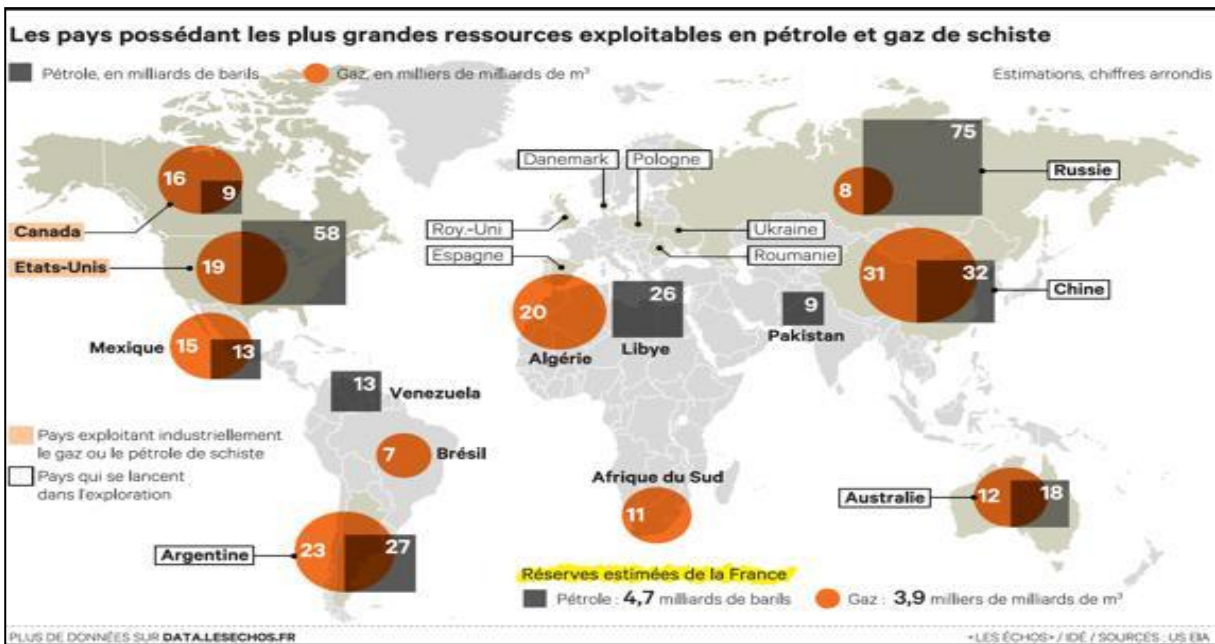 Les pays possédant les plus grandes ressources exploitables en pétrole et gaz de schiste
Pétrole, en milliards de barils
Gaz, en milliers de milliards de m³
Estimations, chiffres arrondis
16
9
Canada
58
19
Etats-Unis
Mexique
15
13
13
Venezuela
7
Brésil
23
27
Argentine
Danemark
Pologne
Roy.-Uni
Ukraine
Espagne
Roumanie
20
Algérie
26
Libye
9
Pakistan
75
8
Russie
31
32
Chine
Afrique du Sud
11
12
18
Australie
Pays exploitant industriellement
le gaz ou le pétrole de schiste
Pays qui se lancent
dans l'exploration
Réserves estimées de la France
Pétrole : 4,7 milliards de barils
Gaz : 3,9 milliers de milliards de m³
PLUS DE DONNÉES SUR DATA.LESECHOS.FR
«LES ÉCHOS» / IDÉ / SOURCES : US EIA